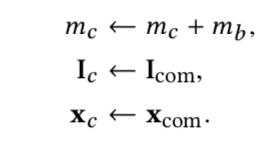 m_c ← m_c + m_b,
I_c ← I_com,
x_c ← x_com.